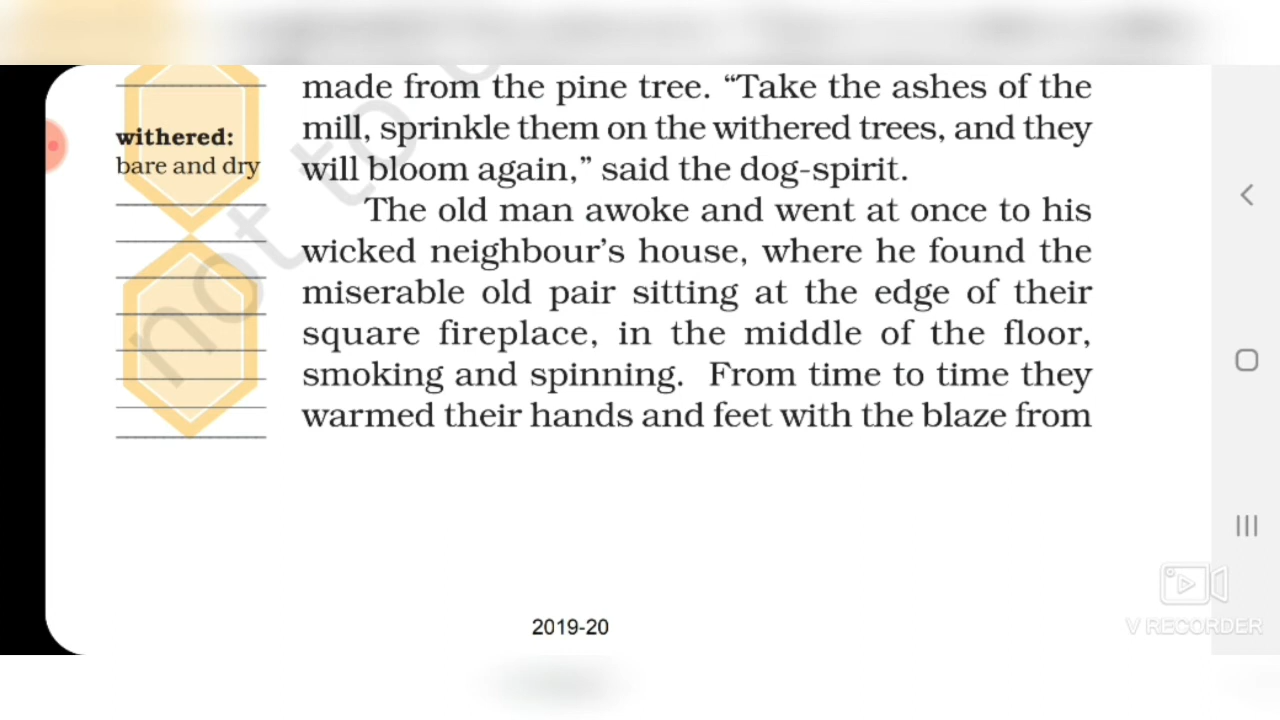 made from the pine tree. “Take the ashes of the
mill, sprinkle them on the withered trees, and they
will bloom again,” said the dog-spirit.
The old man awoke and went at once to his
wicked neighbour’s house, where he found the
miserable old pair sitting at the edge of their
square fireplace, in the middle of the floor,
smoking and spinning. From time to time they
warmed their hands and feet with the blaze from
withered:
bare and dry
not to
2019-20
V RECORDER